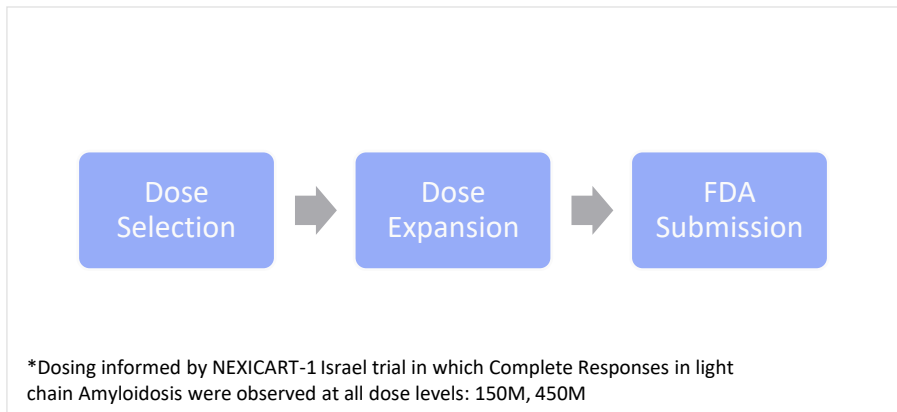 Dose
Selection
Dose
Expansion
FDA
Submission
*Dosing informed by NEXICART-1 Israel trial in which Complete Responses in light
chain Amyloidosis were observed at all dose levels: 150M, 450M